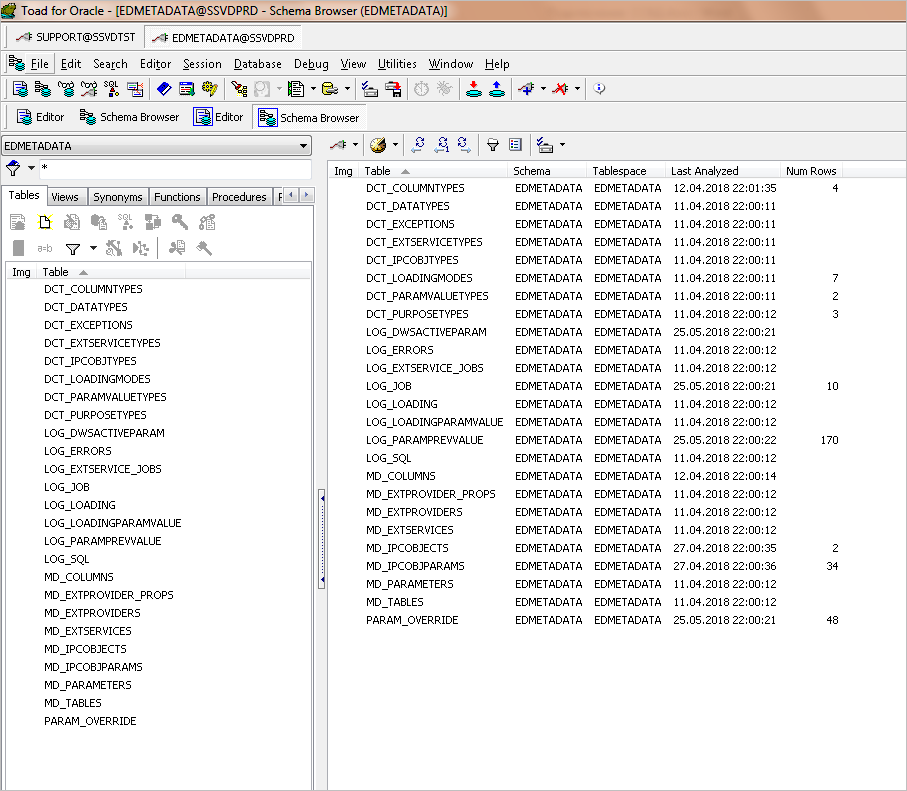 Toad for Oracle - [EDMETADATA@SSVDPRD - Schema Browser (EDMETADATA)]
SUPPORT@SSVDTST EDMETADATA@SSVDPRD
File Edit Search Editor Session Database Debug View Utilities Window Help
SQL
Editor Schema Browser Editor Schema Browser
EDMETADATA
*
Tables Views Synonyms Functions Procedures
SQL
a=b
Img Table
DCT_COLUMNTYPES
DCT_DATATYPES
DCT_EXCEPTIONS
DCT_EXTSERVICETYPES
DCT_IPCOBJTYPES
DCT_LOADINGMODES
DCT_PARAMVALUETYPES
DCT_PURPOSETYPES
LOG_DWSACTIVEPARAM
LOG_ERRORS
LOG_EXTSERVICE_JOBS
LOG_JOB
LOG_LOADING
LOG_LOADINGPARAMVALUE
LOG_PARAMPREVVALUE
LOG_SQL
MD_COLUMNS
MD_EXTPROVIDER_PROPS
MD_EXTPROVIDERS
MD_EXTSERVICES
MD_IPCOBJECTS
MD_IPCOBJPARAMS
MD_PARAMETERS
MD_TABLES
PARAM_OVERRIDE
Img Table Schema Tablespace Last Analyzed Num Rows
DCT_COLUMNTYPES EDMETADATA EDMETADATA 12.04.2018 22:01:35 4
DCT_DATATYPES EDMETADATA EDMETADATA 11.04.2018 22:00:11
DCT_EXCEPTIONS EDMETADATA EDMETADATA 11.04.2018 22:00:11
DCT_EXTSERVICETYPES EDMETADATA EDMETADATA 11.04.2018 22:00:11
DCT_IPCOBJTYPES EDMETADATA EDMETADATA 11.04.2018 22:00:11
DCT_LOADINGMODES EDMETADATA EDMETADATA 11.04.2018 22:00:11 7
DCT_PARAMVALUETYPES EDMETADATA EDMETADATA 11.04.2018 22:00:11 2
DCT_PURPOSETYPES EDMETADATA EDMETADATA 11.04.2018 22:00:12 3
LOG_DWSACTIVEPARAM EDMETADATA EDMETADATA 25.05.2018 22:00:21
LOG_ERRORS EDMETADATA EDMETADATA 11.04.2018 22:00:12
LOG_EXTSERVICE_JOBS EDMETADATA EDMETADATA 11.04.2018 22:00:12
LOG_JOB EDMETADATA EDMETADATA 25.05.2018 22:00:21 10
LOG_LOADING EDMETADATA EDMETADATA 11.04.2018 22:00:12
LOG_LOADINGPARAMVALUE EDMETADATA EDMETADATA 11.04.2018 22:00:12
LOG_PARAMPREVVALUE EDMETADATA EDMETADATA 25.05.2018 22:00:22 170
LOG_SQL EDMETADATA EDMETADATA 11.04.2018 22:00:12
MD_COLUMNS EDMETADATA EDMETADATA 12.04.2018 22:00:14
MD_EXTPROVIDER_PROPS EDMETADATA EDMETADATA 11.04.2018 22:00:12
MD_EXTPROVIDERS EDMETADATA EDMETADATA 11.04.2018 22:00:12
MD_EXTSERVICES EDMETADATA EDMETADATA 11.04.2018 22:00:12
MD_IPCOBJECTS EDMETADATA EDMETADATA 27.04.2018 22:00:35 2
MD_IPCOBJPARAMS EDMETADATA EDMETADATA 27.04.2018 22:00:36 34
MD_PARAMETERS EDMETADATA EDMETADATA 11.04.2018 22:00:12
MD_TABLES EDMETADATA EDMETADATA 11.04.2018 22:00:12
PARAM_OVERRIDE EDMETADATA EDMETADATA 25.05.2018 22:00:21 48